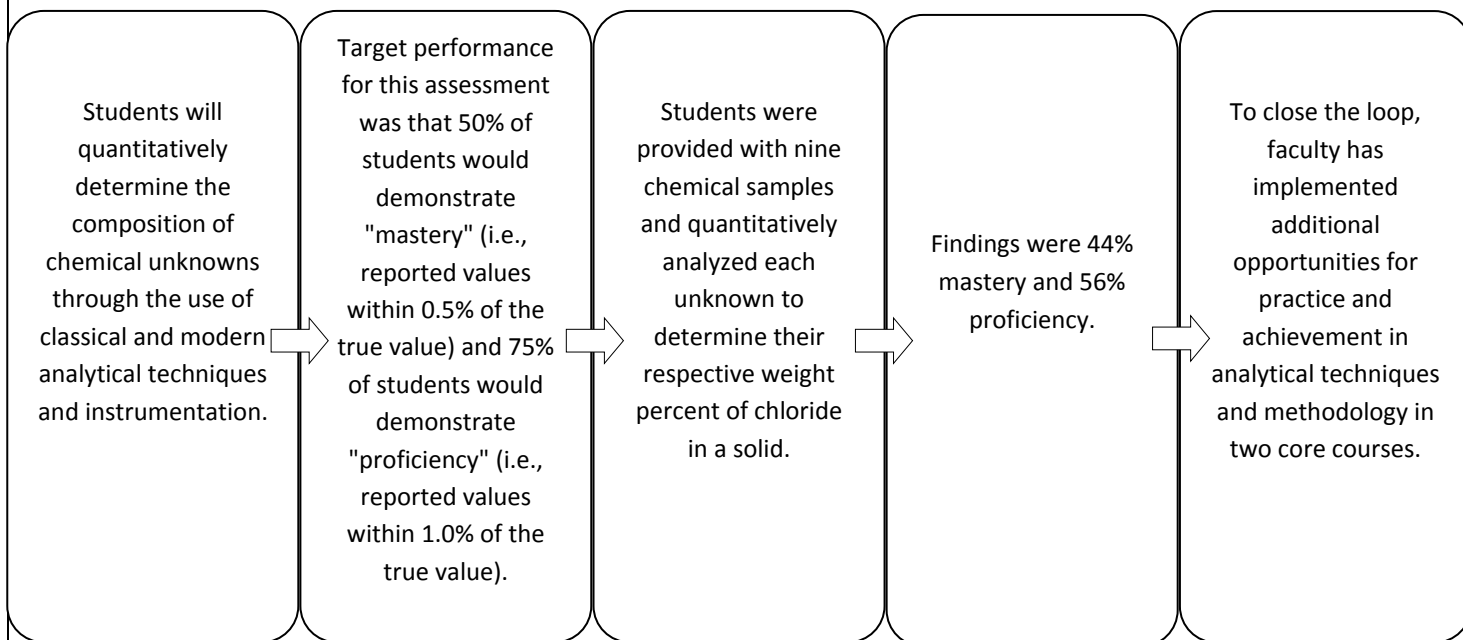 Students will
quantitatively
determine the
composition of
chemical unknowns
through the use of
classical and modern
analytical techniques
and instrumentation.
Target performance
for this assessment
was that 50% of
students would
demonstrate
"mastery" (i.e.,
reported values
within 0.5% of the
true value) and 75%
of students would
demonstrate
"proficiency" (i.e.,
reported values
within 1.0% of the
true value).
Students were
provided with nine
chemical samples
and quantitatively
analyzed each
unknown to
determine their
respective weight
percent of chloride
in a solid.
Findings were 44%
mastery and 56%
proficiency.
To close the loop,
faculty has
implemented
additional
opportunities for
practice and
achievement in
analytical techniques
and methodology in
two core courses.